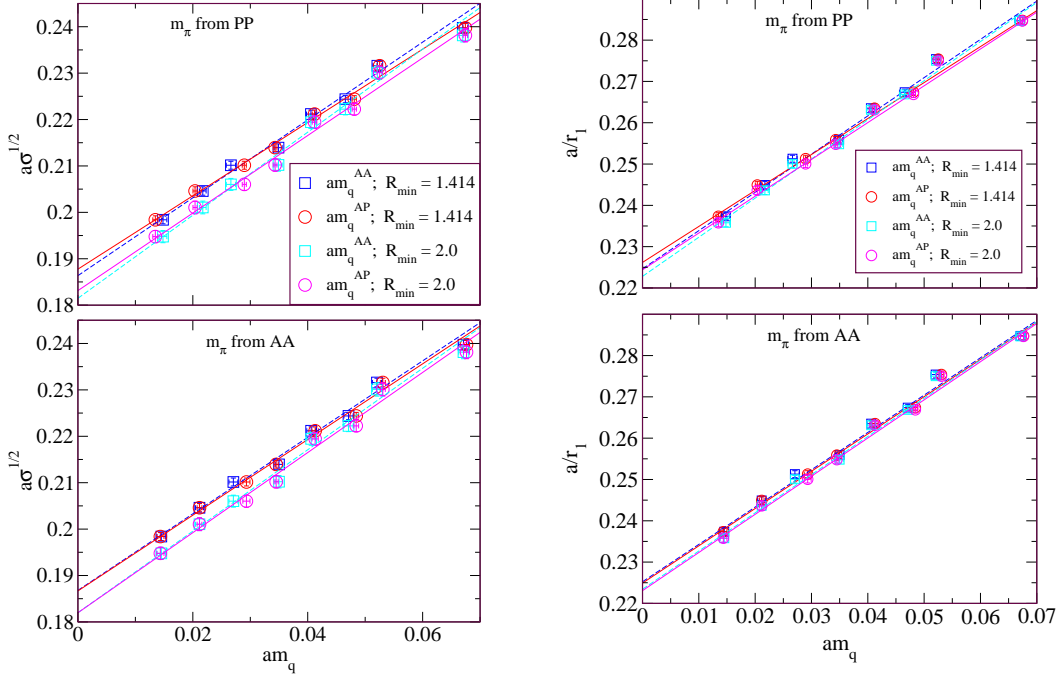 m_π from PP
aσ^1/2
0.24
0.23
0.22
0.21
0.2
0.19
0.18
am_q^AA; R_min = 1.414
am_q^AP; R_min = 1.414
am_q^AA; R_min = 2.0
am_q^AP; R_min = 2.0
m_π from PP
a/r_1
0.28
0.27
0.26
0.25
0.24
0.23
0.22
am_q^AA; R_min = 1.414
am_q^AP; R_min = 1.414
am_q^AA; R_min = 2.0
am_q^AP; R_min = 2.0
m_π from AA
aσ^1/2
0.24
0.23
0.22
0.21
0.2
0.19
0.18
0 0.02 0.04 0.06
am_q
m_π from AA
a/r_1
0.28
0.27
0.26
0.25
0.24
0.23
0.22
0 0.01 0.02 0.03 0.04 0.05 0.06 0.07
am_q